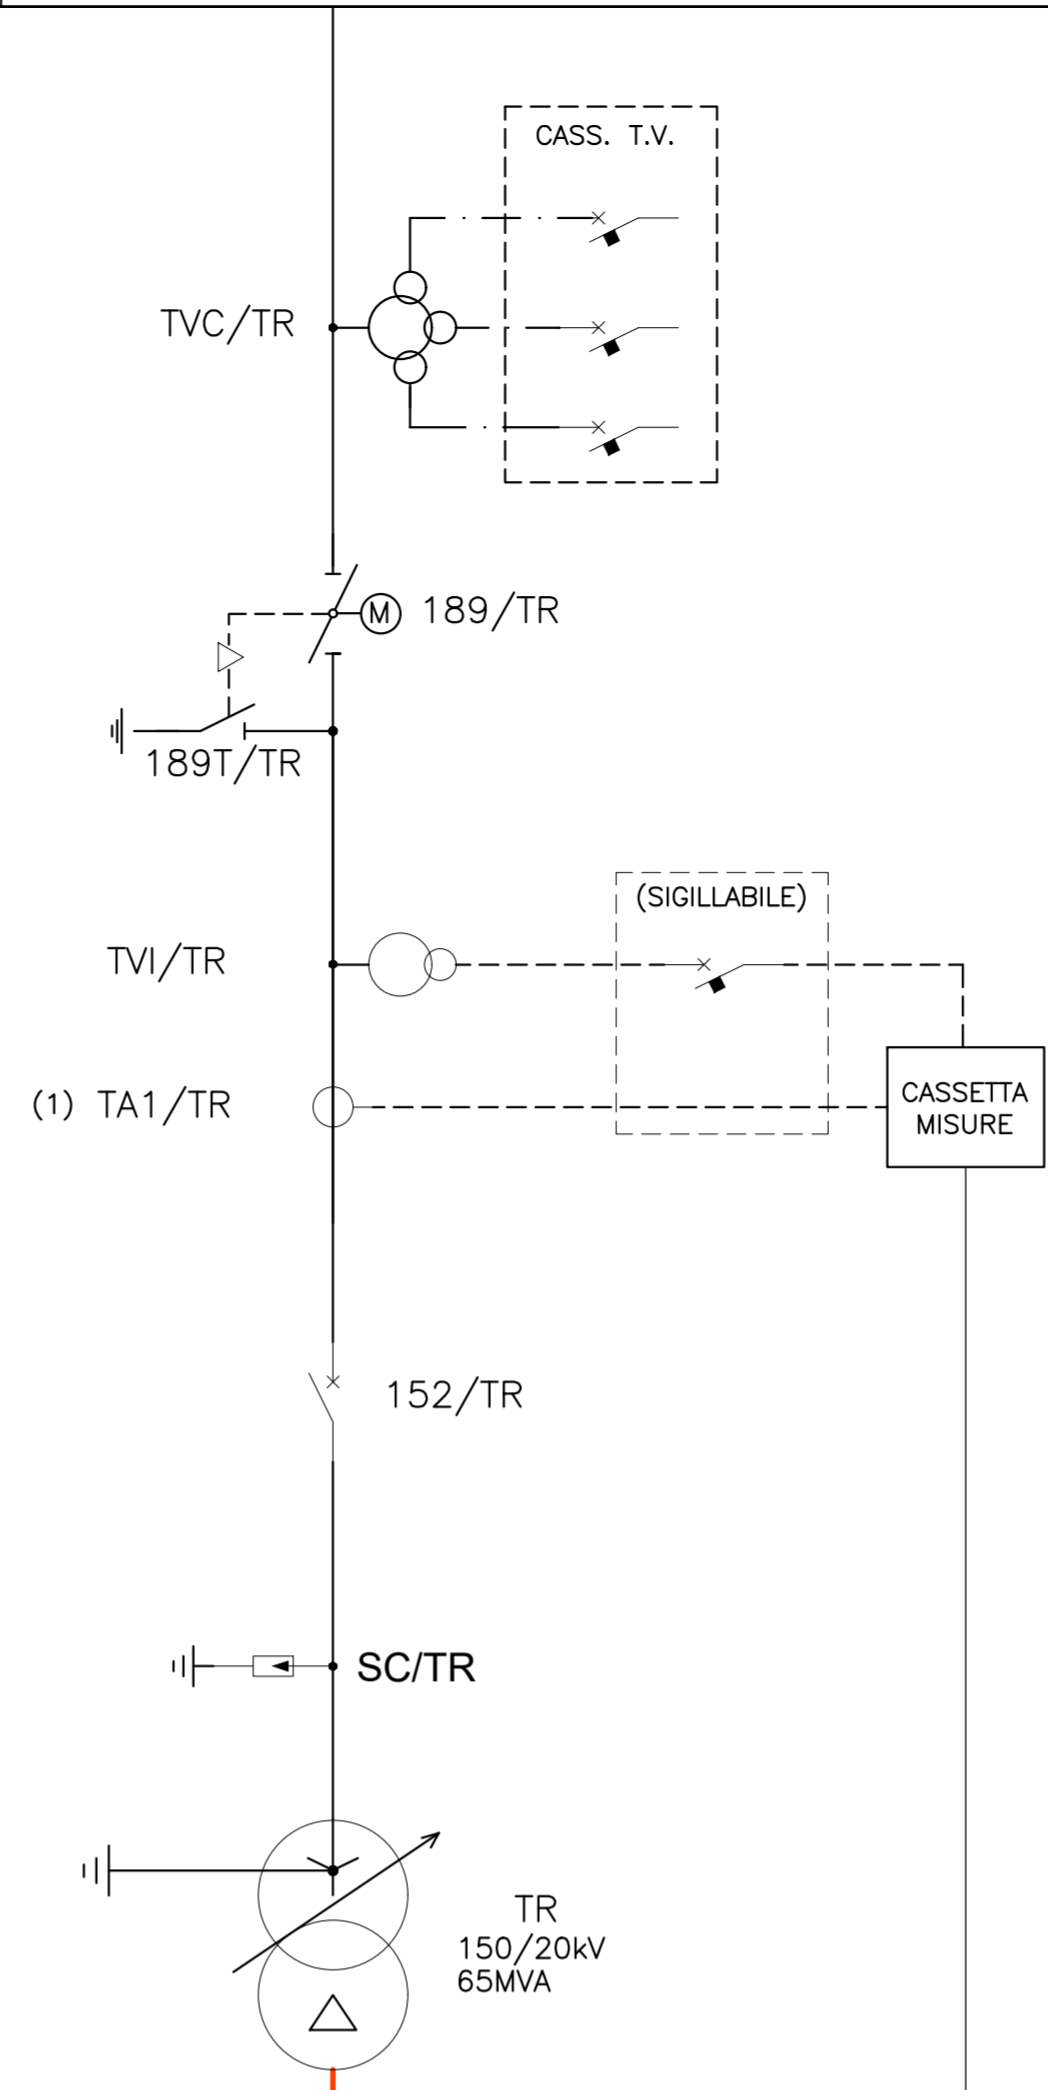 CASS. T.V.
TVC/TR
M
189/TR
189T/TR
(SIGILLABILE)
TVI/TR
(1) TA1/TR
CASSETTA
MISURE
152/TR
SC/TR
TR
150/20kV
65MVA